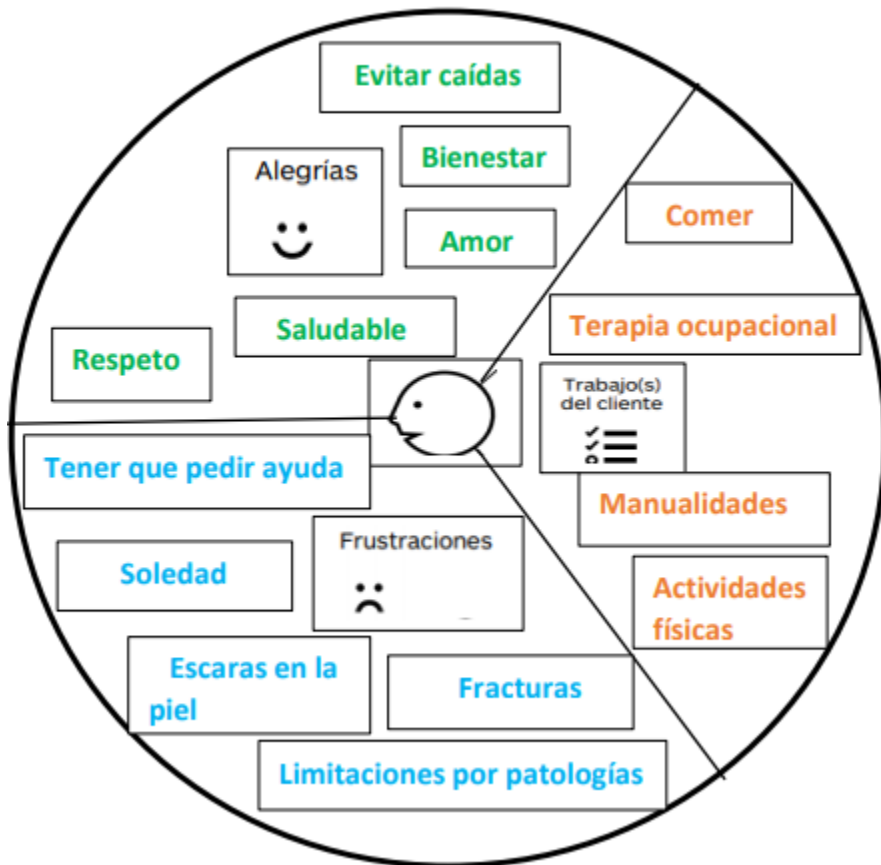 Evitar caídas
Bienestar
Alegrías
Amor
Saludable
Respeto
Comer
Terapia ocupacional
Trabajo(s)
del cliente
Manualidades
Actividades
físicas
Tener que pedir ayuda
Frustraciones
Soledad
Escaras en la
piel
Fracturas
Limitaciones por patologías